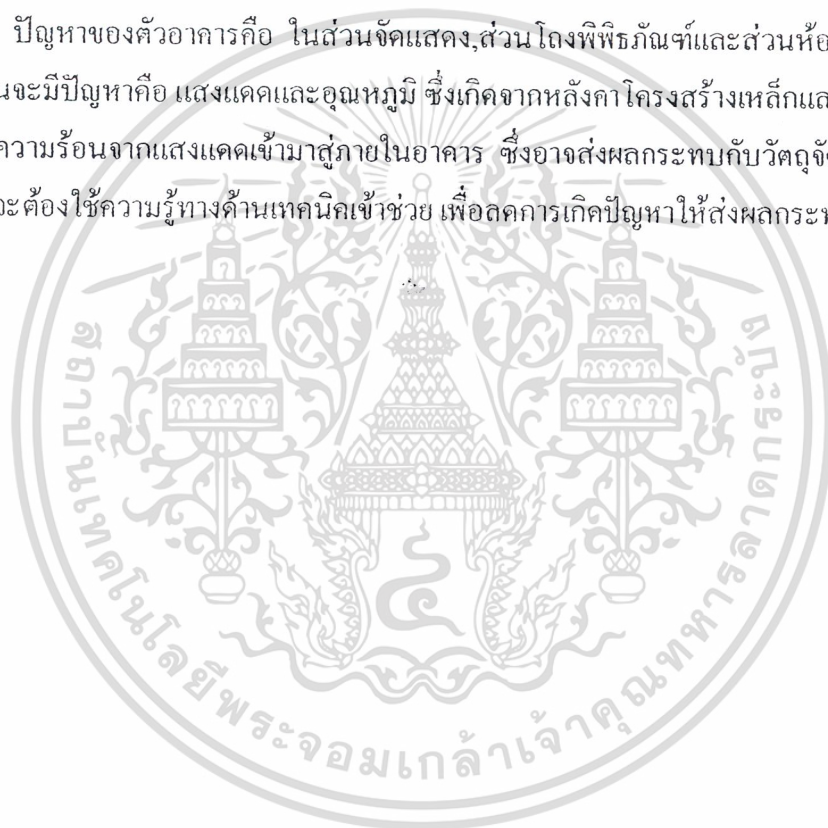 ปัญหาของตัวอาคารคือ ในส่วนจัดแสดง,ส่วนโถงพิพิธภัณฑ์และส่วนห้อ
นจะมีปัญหาคือ แสงแดดและอุณหภูมิ ซึ่งเกิดจากหลังคาโครงสร้างเหล็กแล
ความร้อนจากแสงแดดเข้ามาสู่ภายในอาคาร ซึ่งอาจส่งผลกระทบกับวัตถุจั
ะต้องใช้ความรู้ทางด้านเทคนิคเข้าช่วย เพื่อลดการเกิดปัญหาให้ส่งผลกระท
๔
สถาบันเทคโนโลยีพระจอมเกล้าเจ้าคุณทหารลาดกระบัง